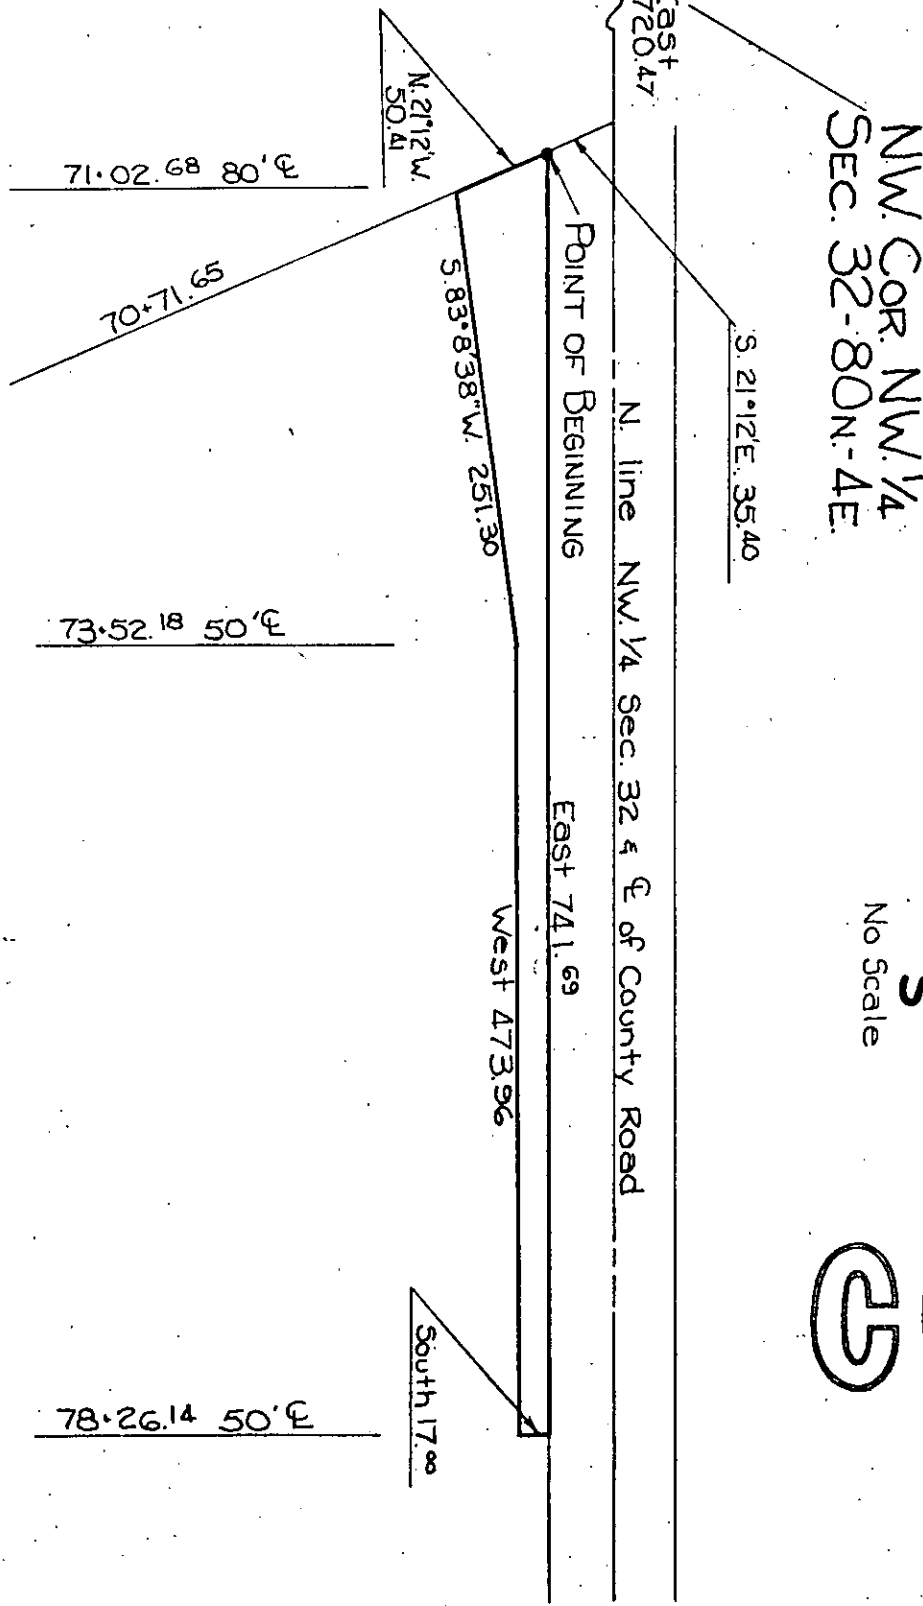 NW. COR. NW. 1/4
SEC. 32-80N.-4E.
East
720.47
S. 21°12'E. 35.40
No Scale
S
C
N. line NW. 1/4 Sec. 32 & ℄ of County Road
POINT OF BEGINNING
East 741.69
N. 21°12'W.
50.41
S. 83°8'38"W. 251.30
West 473.96
South 17.00
71+02.68 80' ℄
70+71.65
73+52.18 50' ℄
78+26.14 50' ℄